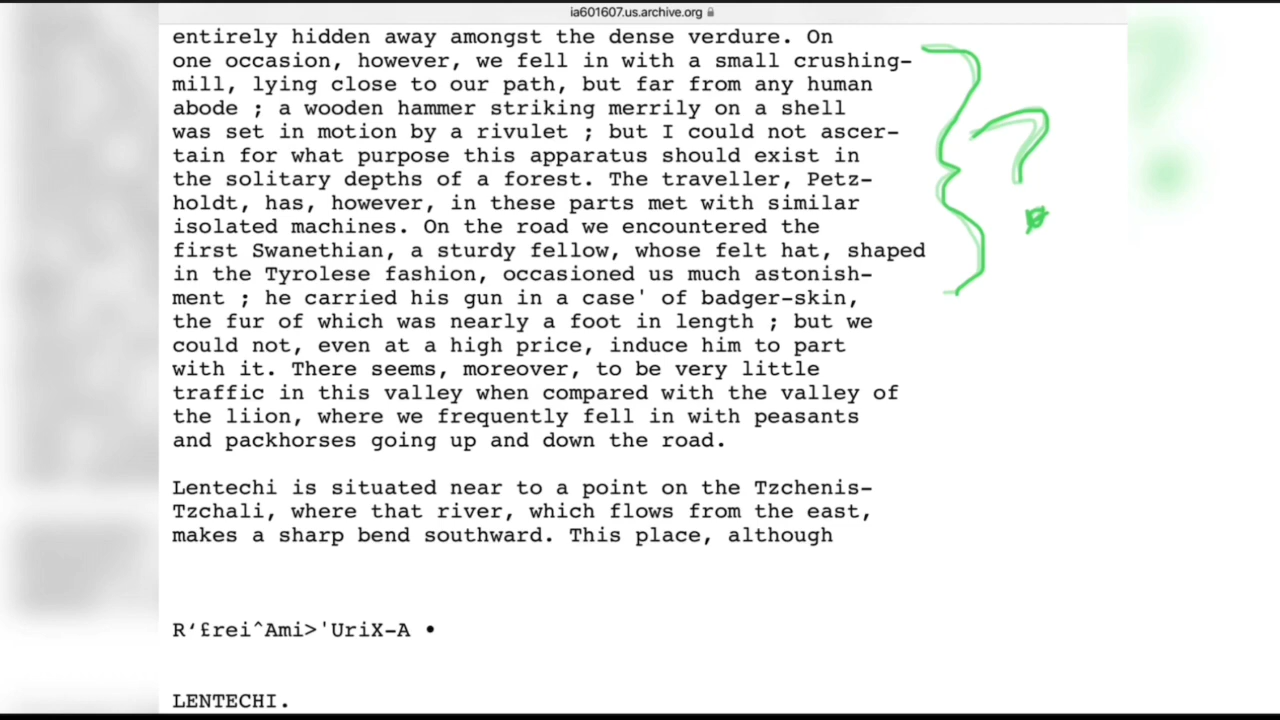 ia601607.us.archive.org
entirely hidden away amongst the dense verdure. On
one occasion, however, we fell in with a small crushing-
mill, lying close to our path, but far from any human
abode ; a wooden hammer striking merrily on a shell
was set in motion by a rivulet ; but I could not ascer-
tain for what purpose this apparatus should exist in
the solitary depths of a forest. The traveller, Petz-
holdt, has, however, in these parts met with similar
isolated machines. On the road we encountered the
first Swanethian, a sturdy fellow, whose felt hat, shaped
in the Tyrolese fashion, occasioned us much astonish-
ment ; he carried his gun in a case' of badger-skin,
the fur of which was nearly a foot in length ; but we
could not, even at a high price, induce him to part
with it. There seems, moreover, to be very little
traffic in this valley when compared with the valley of
the liion, where we frequently fell in with peasants
and packhorses going up and down the road.
Lentechi is situated near to a point on the Tzchenis-
Tzchali, where that river, which flows from the east,
makes a sharp bend southward. This place, although
R‘£rei^Ami>'UriX-A •
LENTECHI.
?